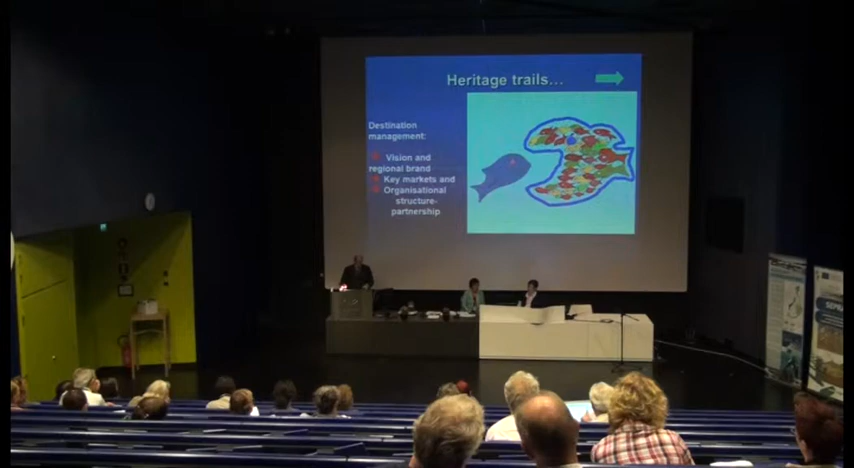 Heritage trails...
Destination
management:
Vision and
regional brand
Key markets and
Organisational
structure-
partnership